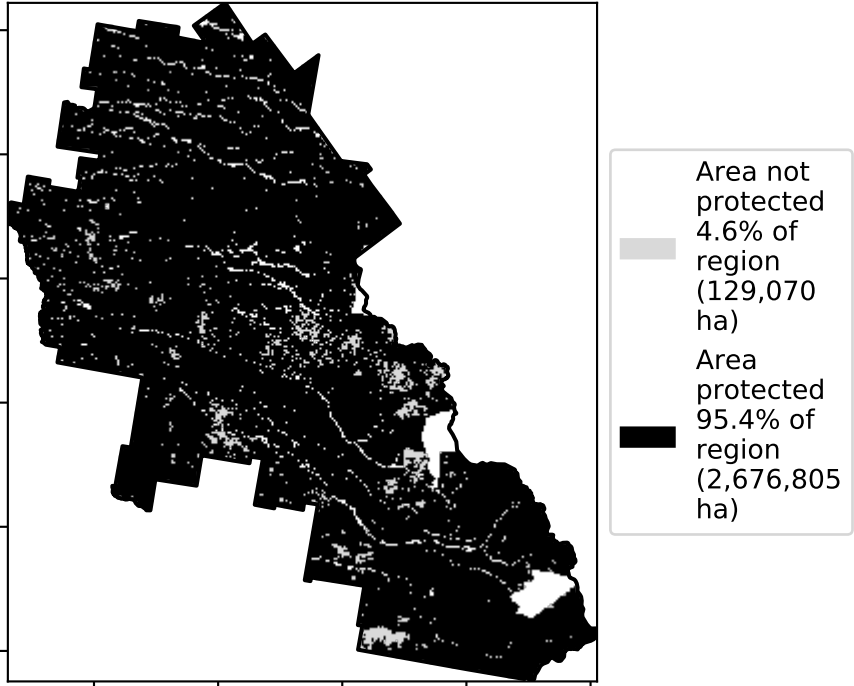 Area not
protected
4.6% of
region
(129,070
ha)
Area
protected
95.4% of
region
(2,676,805
ha)